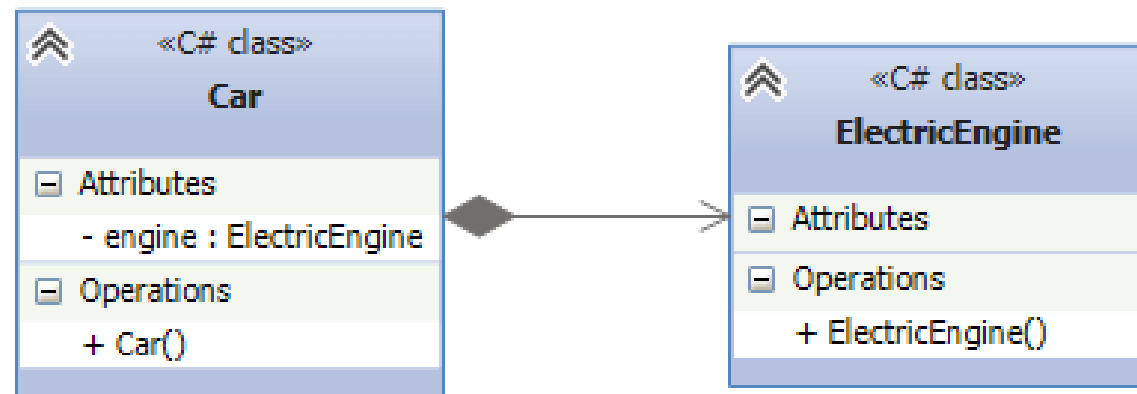 «C# class»
Car
Attributes
- engine : ElectricEngine
Operations
+ Car()
«C# class»
ElectricEngine
Attributes
Operations
+ ElectricEngine()